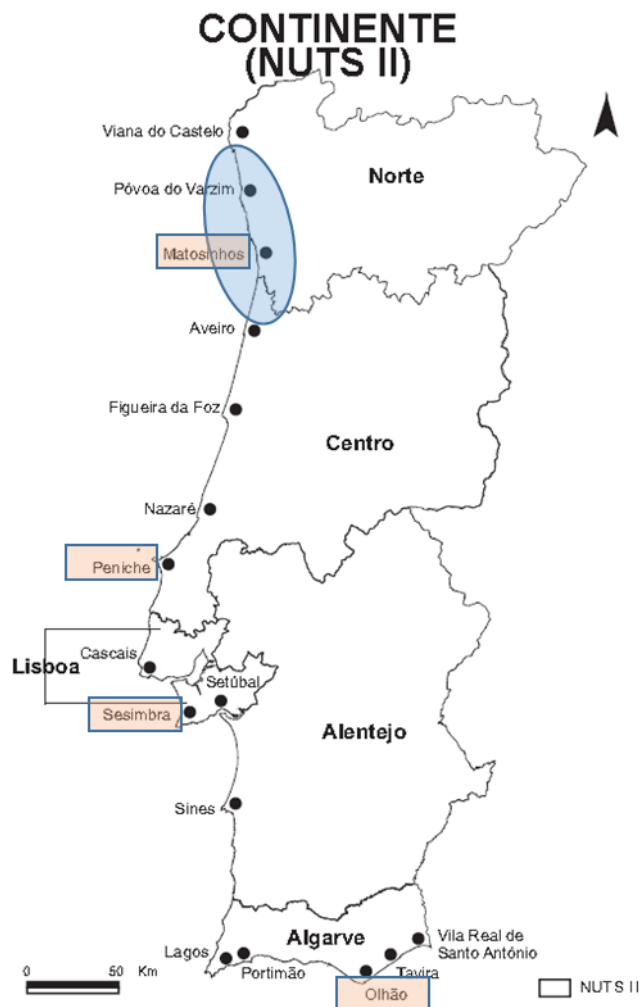 CONTINENTE
(NUTS II)
Viana do Castelo
Póvoa do Varzim
Norte
Matosinhos
Aveiro
Figueira da Foz
Centro
Nazaré
Peniche
Lisboa
Cascais
Setúbal
Sesimbra
Alentejo
Sines
Algarve
Vila Real de
Santo António
Lagos
Portimão
Tavira
Olhão
0 50 Km
NUTS II